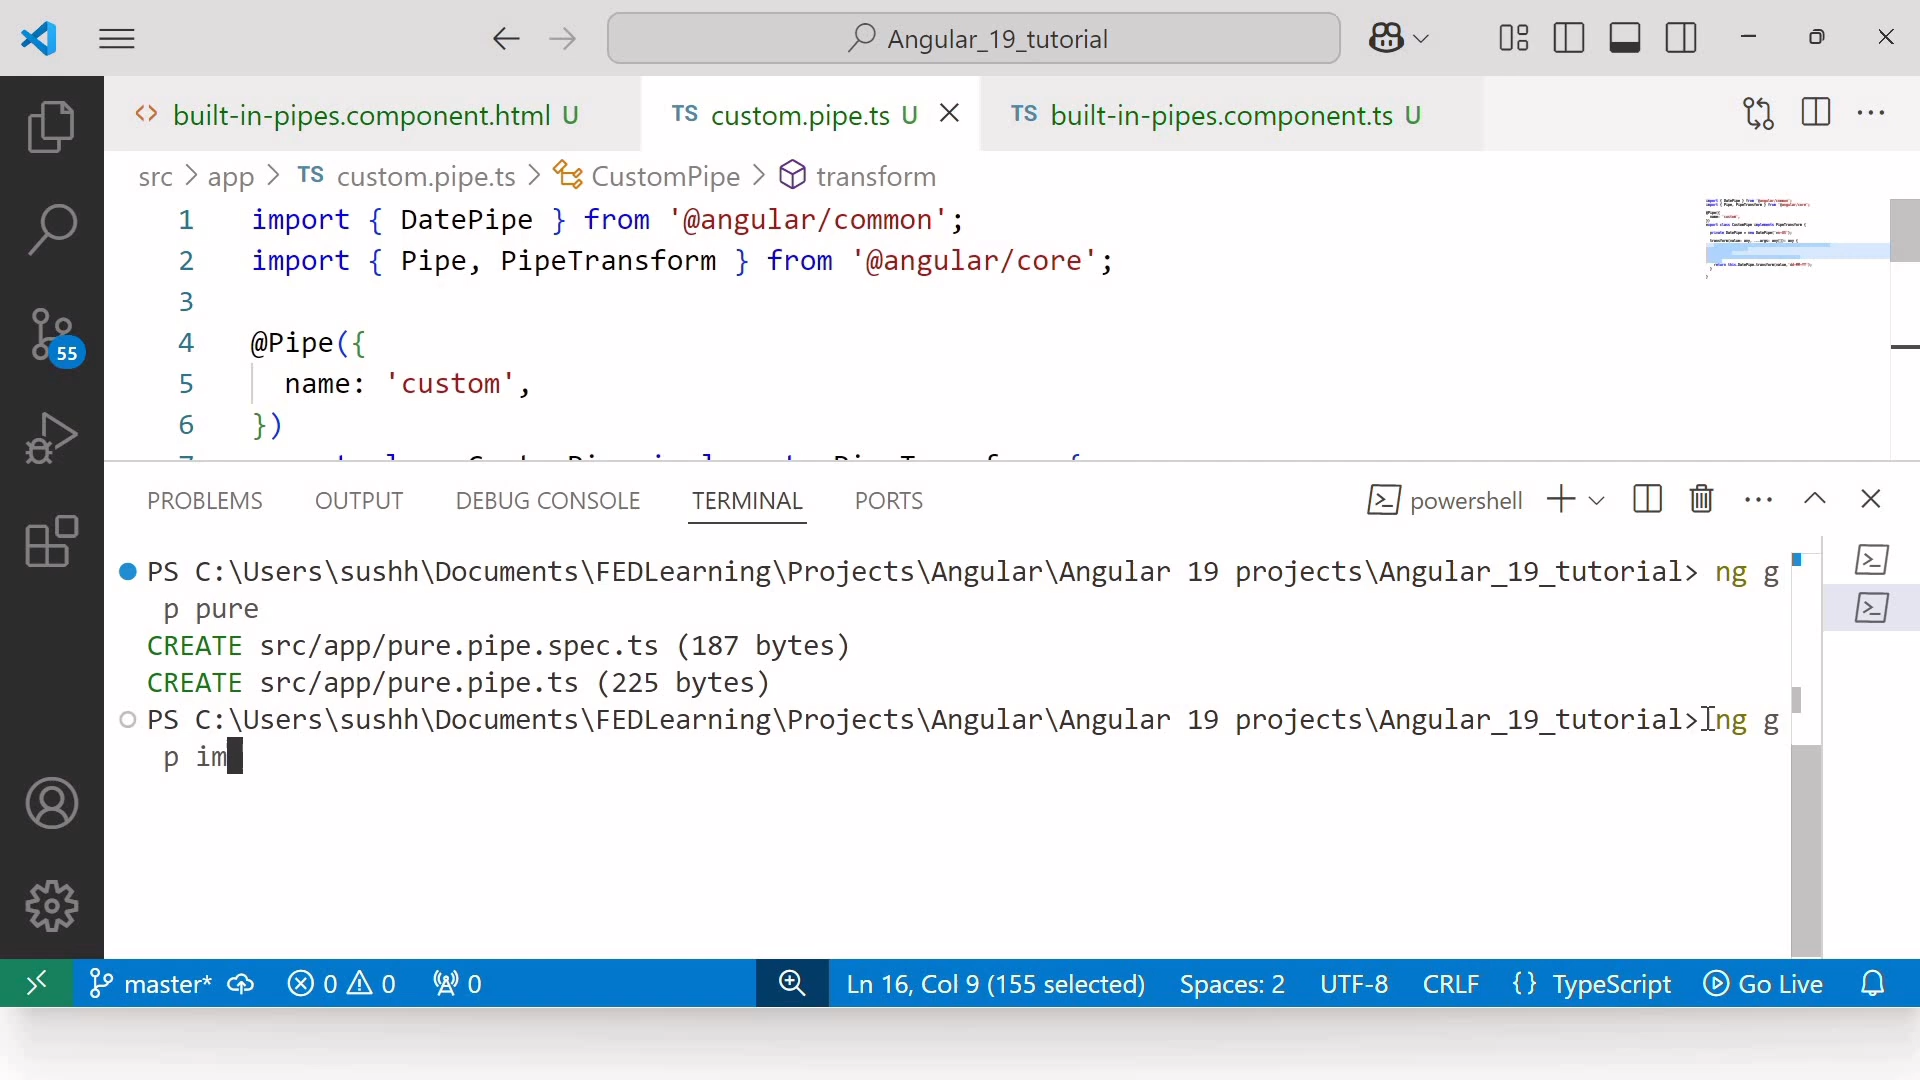 Angular_19_tutorial
built-in-pipes.component.html U
TS custom.pipe.ts U
TS built-in-pipes.component.ts U
src > app > TS custom.pipe.ts > CustomPipe > transform
1 import { DatePipe } from '@angular/common';
2 import { Pipe, PipeTransform } from '@angular/core';
3
4 @Pipe({
5 name: 'custom',
6 })
55
PROBLEMS OUTPUT DEBUG CONSOLE TERMINAL PORTS
powershell
PS C:\Users\sushh\Documents\FEDLearning\Projects\Angular\Angular 19 projects\Angular_19_tutorial> ng g
p pure
CREATE src/app/pure.pipe.spec.ts (187 bytes)
CREATE src/app/pure.pipe.ts (225 bytes)
PS C:\Users\sushh\Documents\FEDLearning\Projects\Angular\Angular 19 projects\Angular_19_tutorial> ng g
p im
master* 0 0 0 Ln 16, Col 9 (155 selected) Spaces: 2 UTF-8 CRLF {} TypeScript Go Live